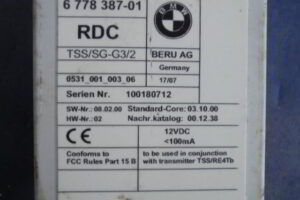 6 778 387-01
BMW
RDC
TSS/SG-G3/2
BERU AG
Germany
0531_001_003_06
17/07
Serien Nr. 100180712
SW-Nr.: 08.02.00 Standard-Core: 03.10.00
HW-Nr.: 02 Nachr.katalog: 00.12.38
CE
12VDC
<100mA
Conforms to
FCC Rules Part 15 B
to be used in conjunction
with transmitter TSS/RE4Tb